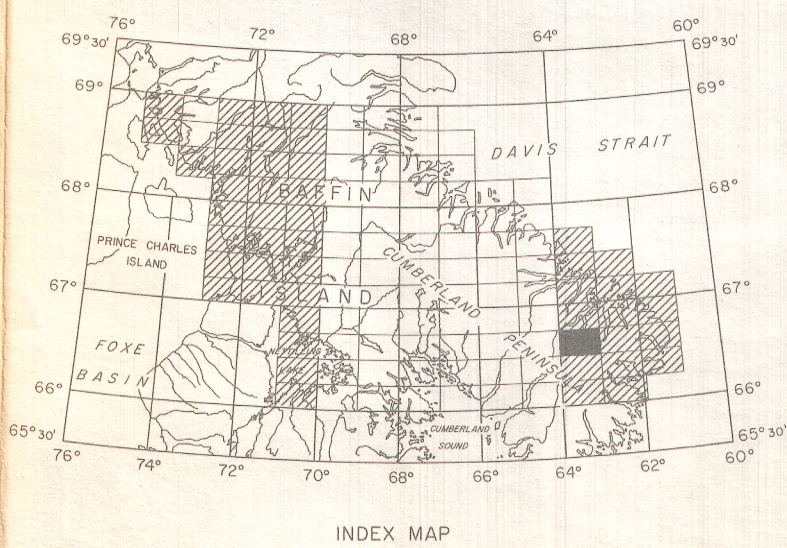 76° 72° 68° 64° 60°
69°30' 69°30'
69° 69°
DAVIS STRAIT
68° BAFFIN 68°
PRINCE CHARLES
ISLAND
CUMBERLAND
67° ISLAND 67°
FOXE
BASIN
NETTILLING
LAKE
PENINSULA
66° 66°
CUMBERLAND
SOUND
65°30' 65°30'
76° 74° 72° 70° 68° 66° 64° 62° 60°
INDEX MAP